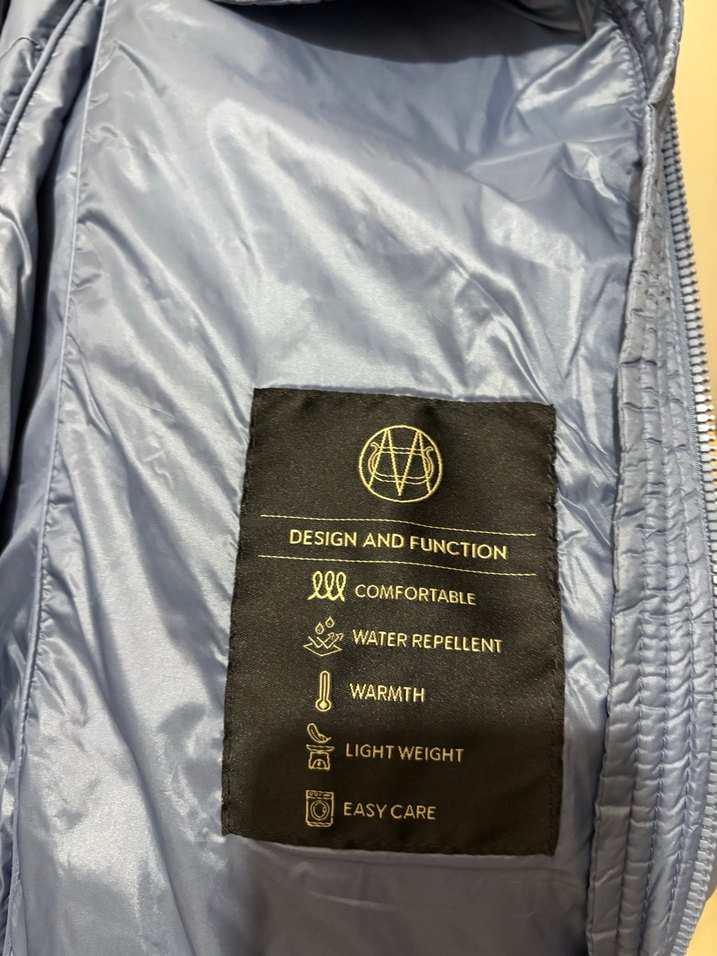 DESIGN AND FUNCTION
COMFORTABLE
WATER REPELLENT
WARMTH
LIGHT WEIGHT
EASY CARE